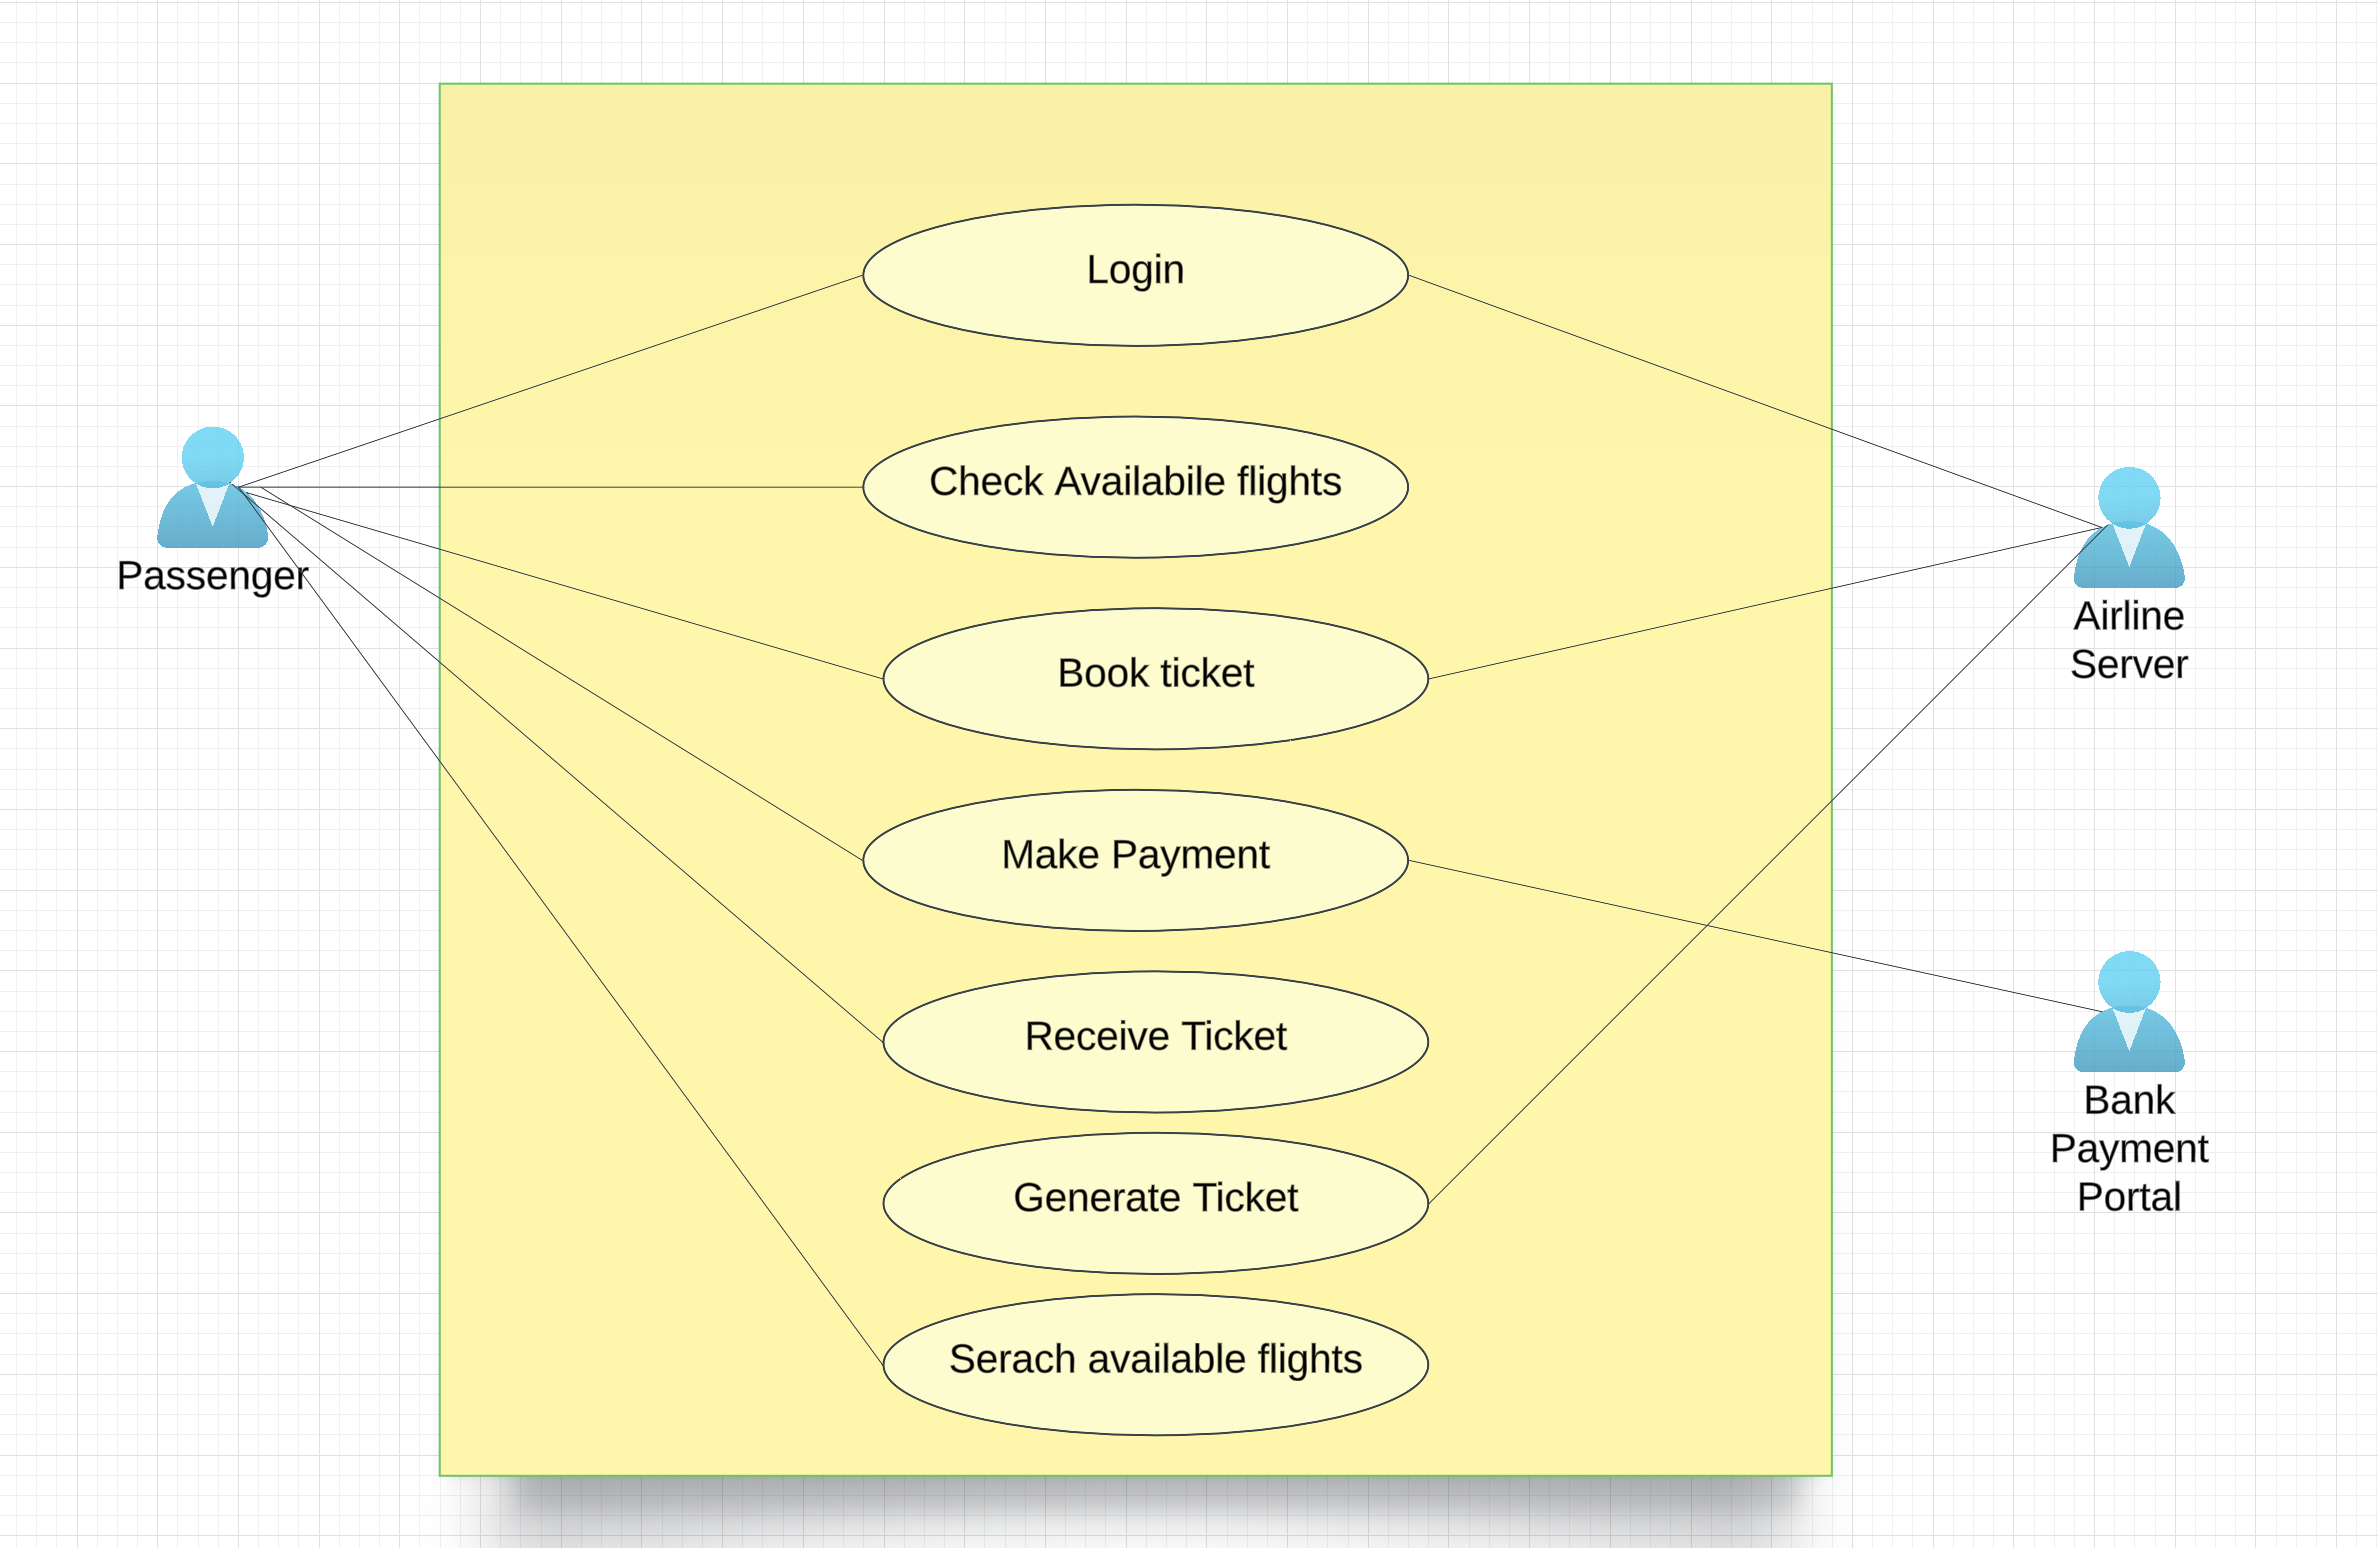 Login
Check Availabile flights
Passenger
Book ticket
Airline
Server
Make Payment
Receive Ticket
Bank
Payment
Portal
Generate Ticket
Serach available flights